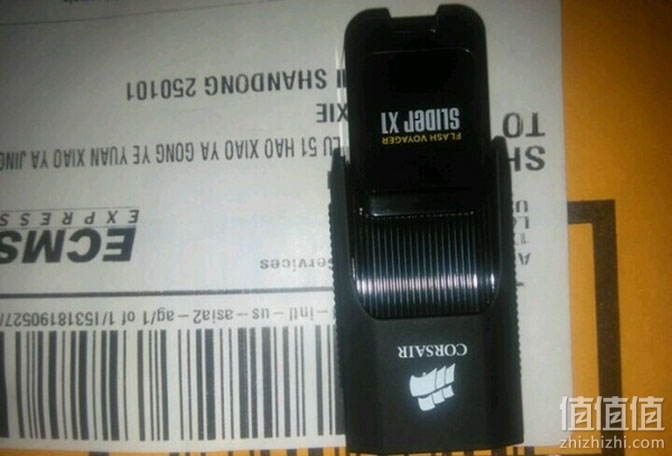 SH
TO
XIE
I SHANDONG 250101
LU 51 HAO XIAO YA GONG YE YUAN XIAO YA JING
ECMS
EXPRESS
Services
- intl - us - asia2 - ag/1 of 1/I5318190527/
FLASH VOYAGER
SLIDER X1
CORSAIR
值值值
zhizhizhi.com